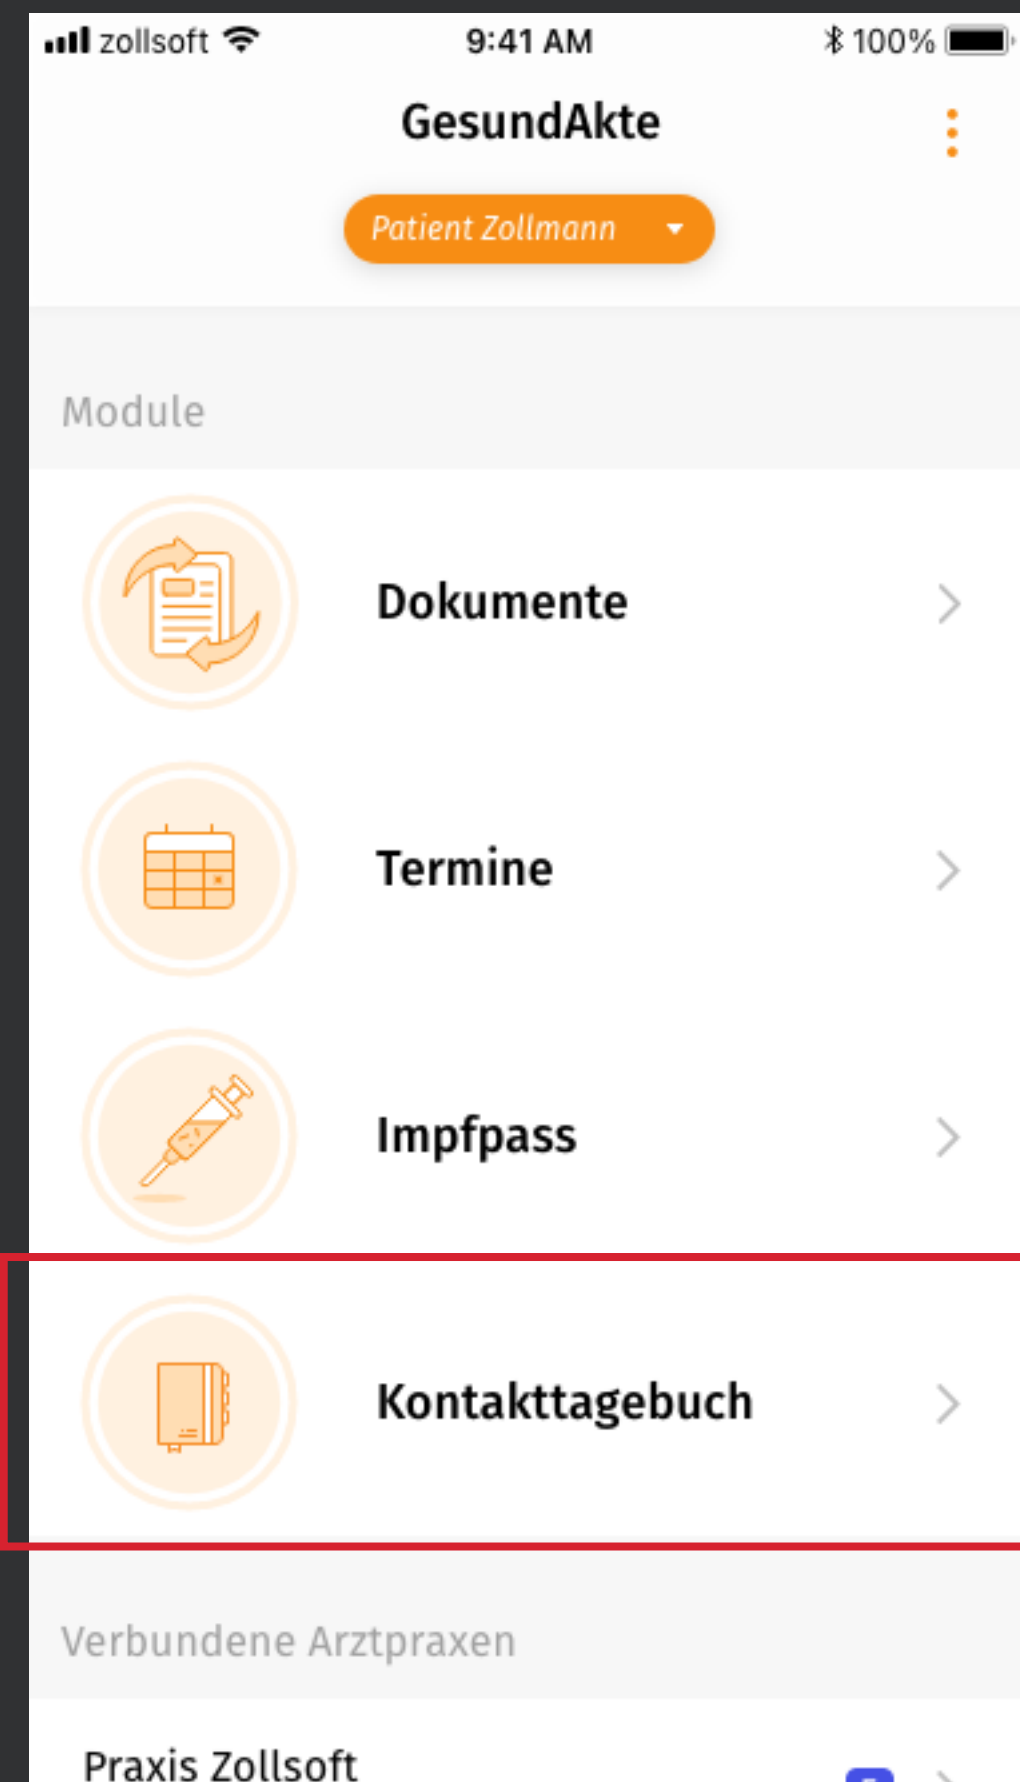 zollsoft 9:41 AM 100%
GesundAkte
Patient Zollmann
Module
Dokumente
Termine
Impfpass
Kontakttagebuch
Verbundene Arztpraxen
Praxis Zollsoft